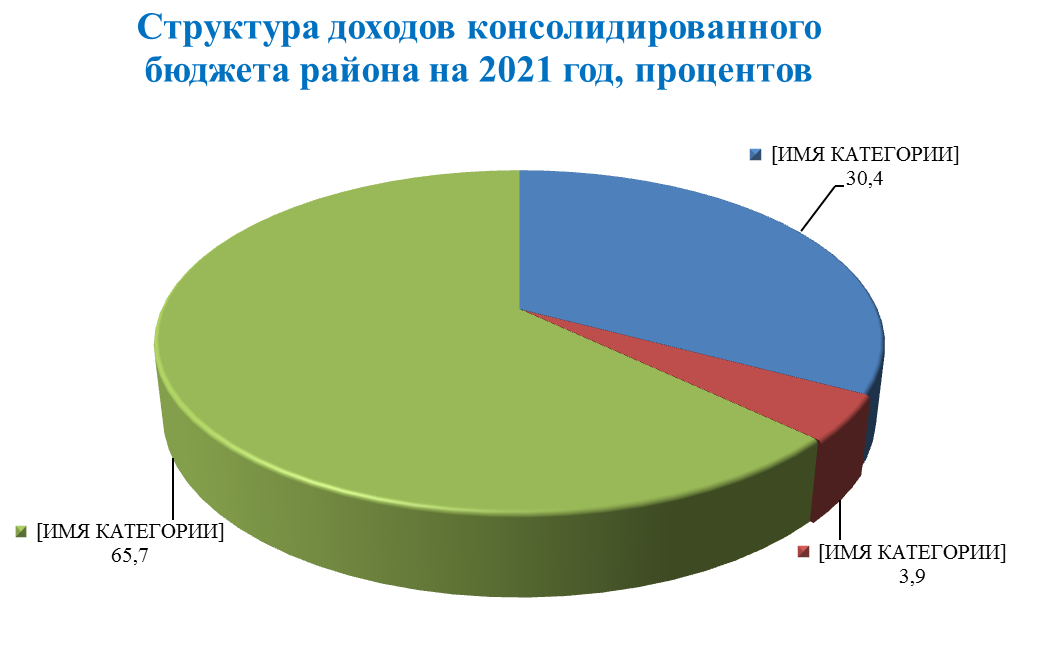 Структура доходов консолидированного
бюджета района на 2021 год, процентов
[ИМЯ КАТЕГОРИИ]
30,4
[ИМЯ КАТЕГОРИИ]
65,7
[ИМЯ КАТЕГОРИИ]
3,9